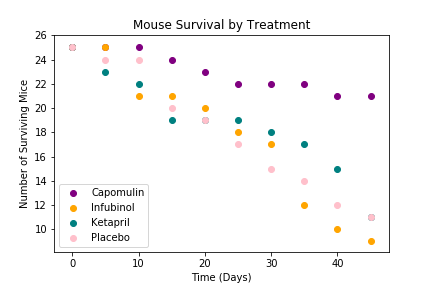 Mouse Survival by Treatment
26
24
22
20
18
16
14
12
10
Number of Surviving Mice
Capomulin
Infubinol
Ketapril
Placebo
0
10
20
30
40
Time (Days)